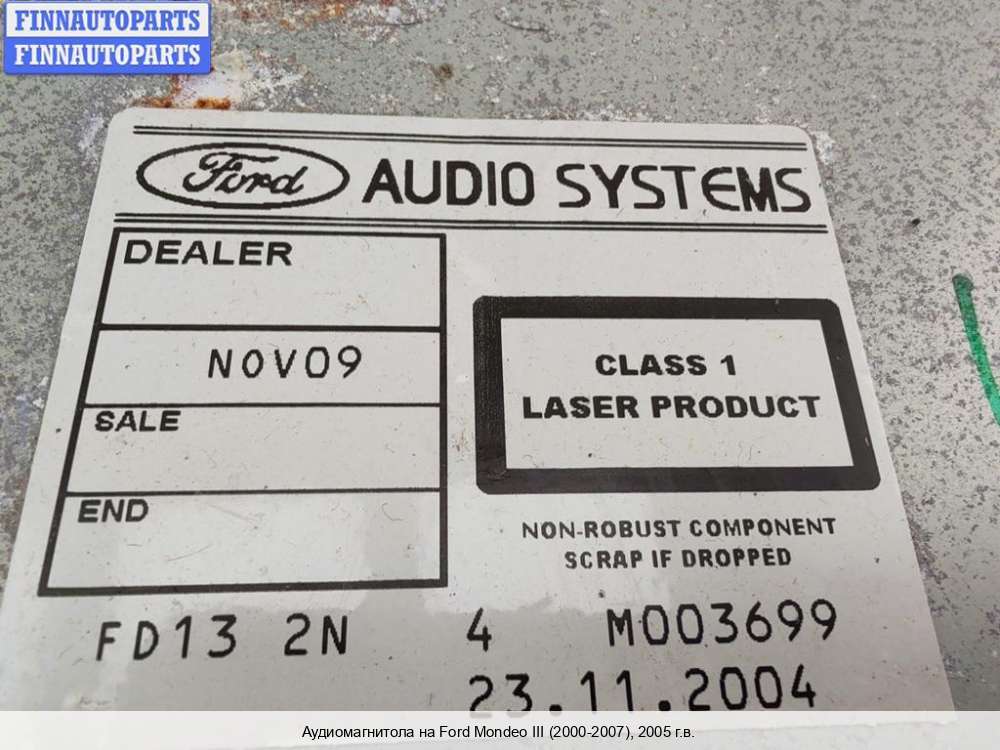 FINNAUTOPARTS
FINNAUTOPARTS
Ford AUDIO SYSTEMS
DEALER
NOV09
SALE
END
CLASS 1
LASER PRODUCT
NON-ROBUST COMPONENT
SCRAP IF DROPPED
FD13 2N 4 M003699
23.11.2004
Аудиомагнитола на Ford Mondeo III (2000-2007), 2005 г.в.